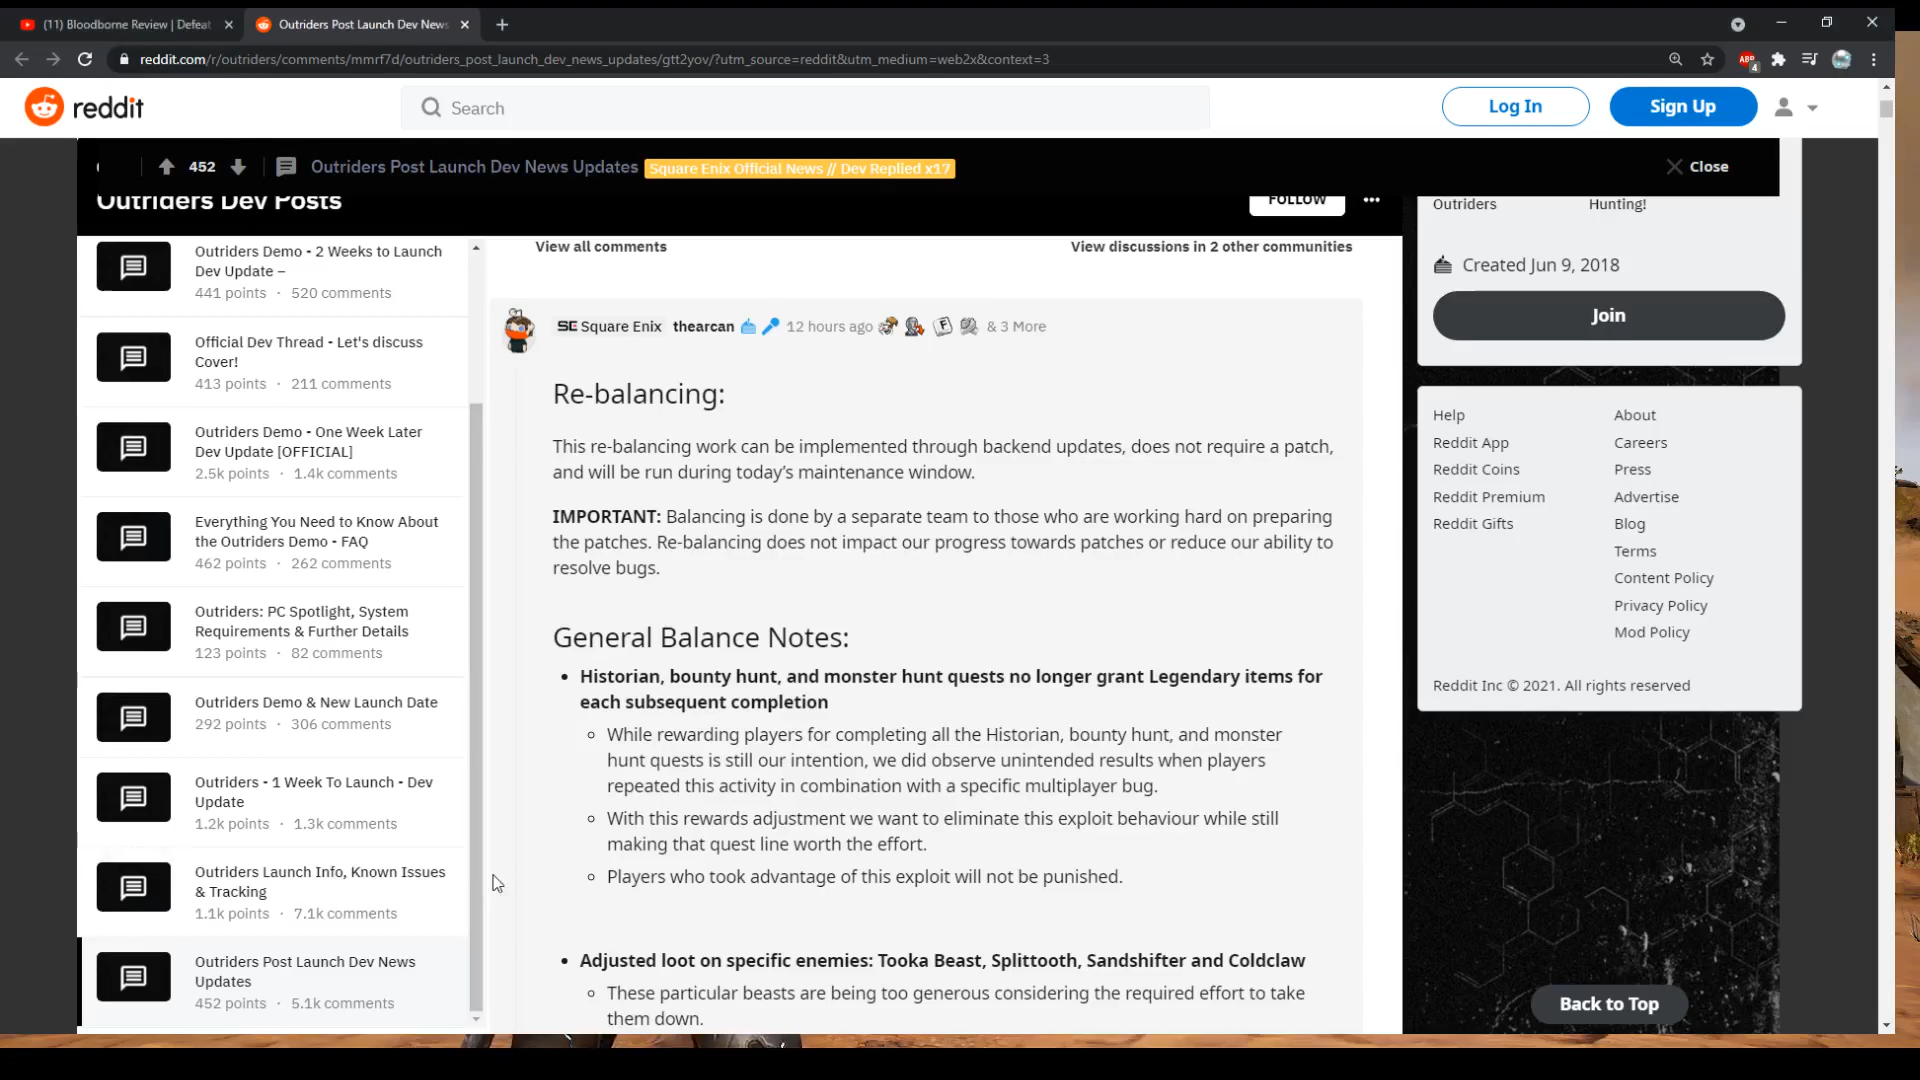 (11) Bloodborne Review | Defeat
Outriders Post Launch Dev News
reddit.com/r/outriders/comments/mmrf7d/outriders_post_launch_dev_news_updates/gtt2yov/?utm_source=reddit&utm_medium=web2x&context=3
ABP
4
reddit
Search
Log In
Sign Up
452
Outriders Post Launch Dev News Updates
Square Enix Official News // Dev Replied x17
Close
Outriders Dev Posts
FOLLOW
Outriders Demo - 2 Weeks to Launch
Dev Update –
441 points · 520 comments
Official Dev Thread - Let's discuss
Cover!
413 points · 211 comments
Outriders Demo - One Week Later
Dev Update [OFFICIAL]
2.5k points · 1.4k comments
Everything You Need to Know About
the Outriders Demo - FAQ
462 points · 262 comments
Outriders: PC Spotlight, System
Requirements & Further Details
123 points · 82 comments
Outriders Demo & New Launch Date
292 points · 306 comments
Outriders - 1 Week To Launch - Dev
Update
1.2k points · 1.3k comments
Outriders Launch Info, Known Issues
& Tracking
1.1k points · 7.1k comments
Outriders Post Launch Dev News
Updates
452 points · 5.1k comments
View all comments
View discussions in 2 other communities
SE Square Enix thearcan 12 hours ago F & 3 More
Re-balancing:
This re-balancing work can be implemented through backend updates, does not require a patch,
and will be run during today's maintenance window.
IMPORTANT: Balancing is done by a separate team to those who are working hard on preparing
the patches. Re-balancing does not impact our progress towards patches or reduce our ability to
resolve bugs.
General Balance Notes:
• Historian, bounty hunt, and monster hunt quests no longer grant Legendary items for
each subsequent completion
◦ While rewarding players for completing all the Historian, bounty hunt, and monster
hunt quests is still our intention, we did observe unintended results when players
repeated this activity in combination with a specific multiplayer bug.
◦ With this rewards adjustment we want to eliminate this exploit behaviour while still
making that quest line worth the effort.
◦ Players who took advantage of this exploit will not be punished.
• Adjusted loot on specific enemies: Tooka Beast, Splittooth, Sandshifter and Coldclaw
◦ These particular beasts are being too generous considering the required effort to take
them down.
Outriders Hunting!
Created Jun 9, 2018
Join
Help About
Reddit App Careers
Reddit Coins Press
Reddit Premium Advertise
Reddit Gifts Blog
Terms
Content Policy
Privacy Policy
Mod Policy
Reddit Inc © 2021. All rights reserved
Back to Top